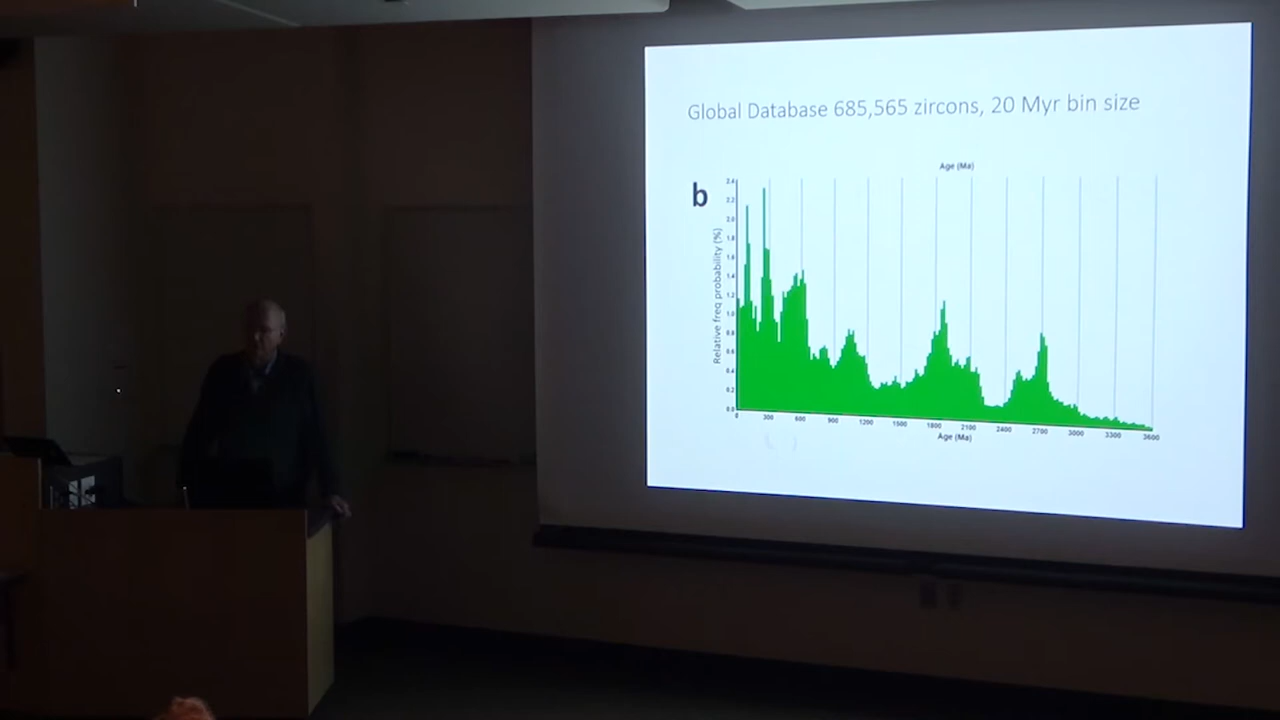 Global Database 685,565 zircons, 20 Myr bin size
Age (Ma)
b
Relative freq probability (%)
2.4
2.2
2.0
1.8
1.6
1.4
1.2
1.0
0.8
0.6
0.4
0.2
0.0
0 300 600 900 1200 1500 1800 2100 2400 2700 3000 3300 3600
Age (Ma)